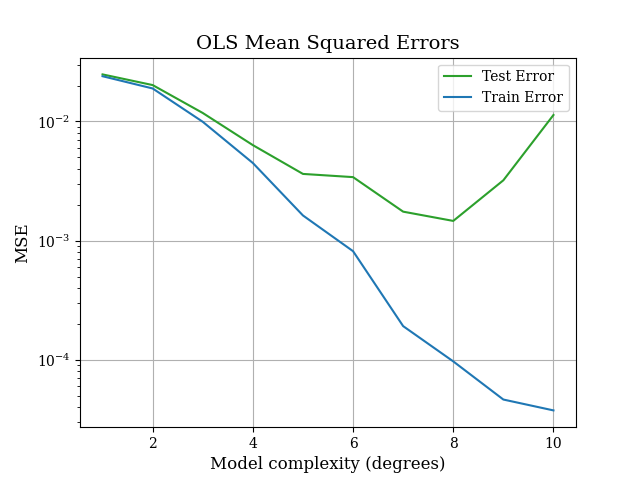 OLS Mean Squared Errors
Test Error
Train Error
10⁻²
10⁻³
10⁻⁴
MSE
2 4 6 8 10
Model complexity (degrees)